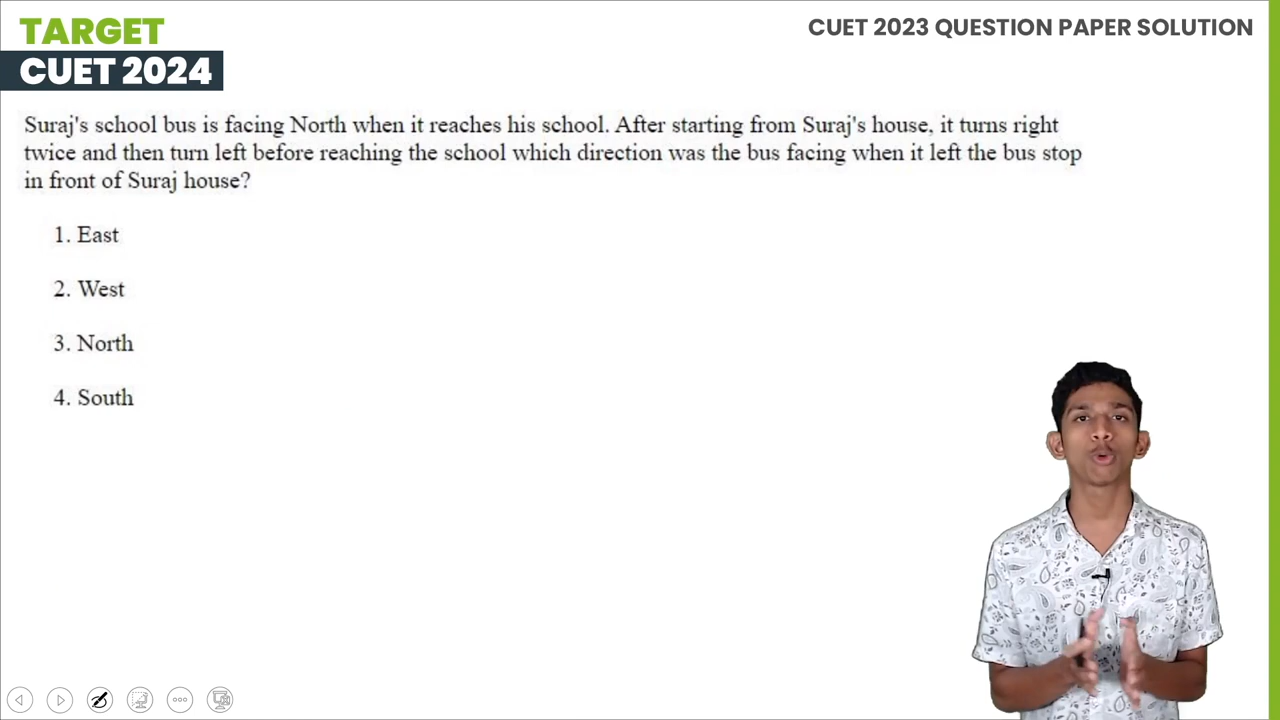 TARGET
CUET 2024
CUET 2023 QUESTION PAPER SOLUTION
Suraj's school bus is facing North when it reaches his school. After starting from Suraj's house, it turns right
twice and then turn left before reaching the school which direction was the bus facing when it left the bus stop
in front of Suraj house?
1. East
2. West
3. North
4. South